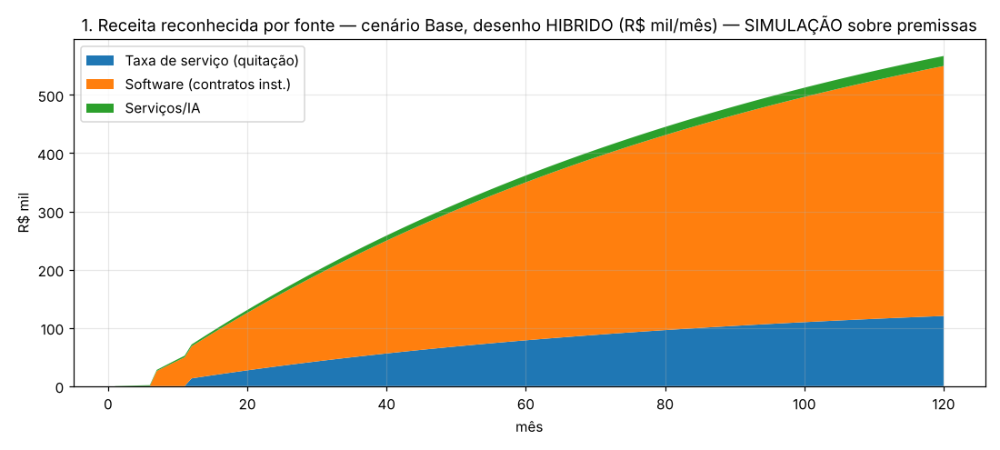 1. Receita reconhecida por fonte — cenário Base, desenho HIBRIDO (R$ mil/mês) — SIMULAÇÃO sobre premissas
Taxa de serviço (quitação)
Software (contratos inst.)
Serviços/IA
R$ mil
500
400
300
200
100
0
0 20 40 60 80 100 120
mês